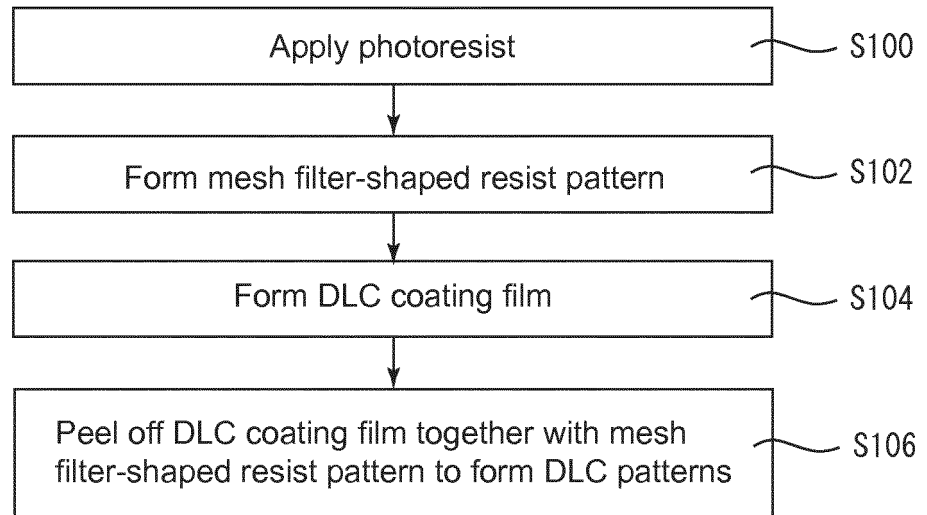 Apply photoresist
S100
Form mesh filter-shaped resist pattern
S102
Form DLC coating film
S104
Peel off DLC coating film together with mesh
filter-shaped resist pattern to form DLC patterns
S106